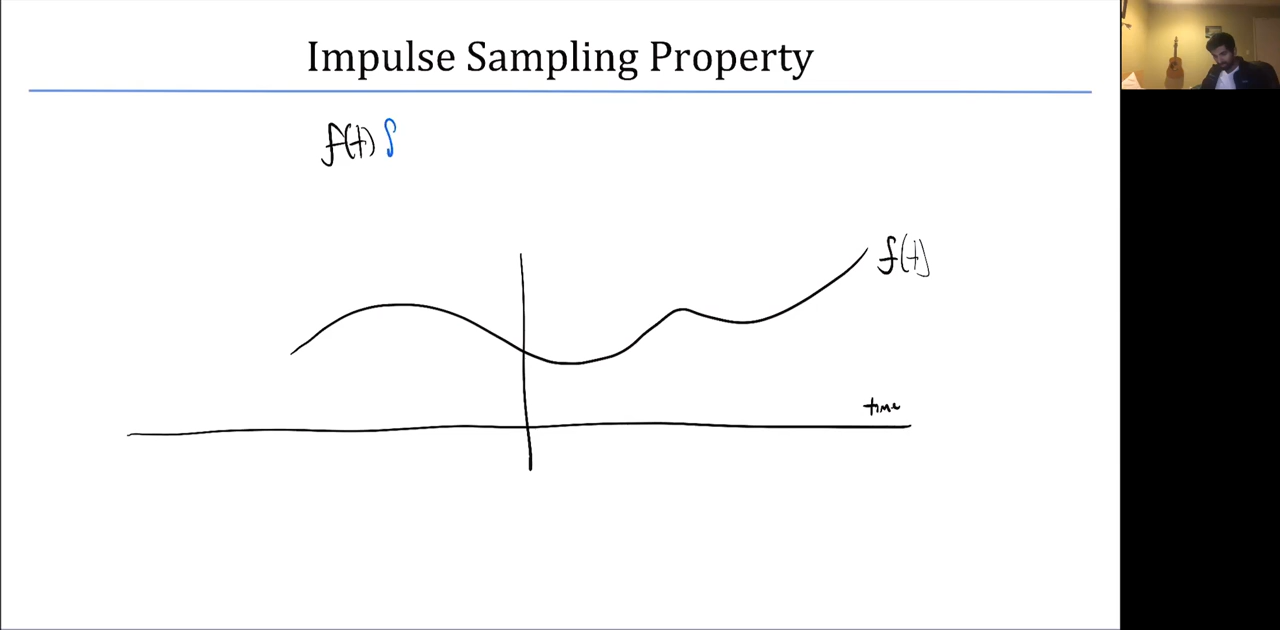 Impulse Sampling Property
f(t) δ
f(t)
time